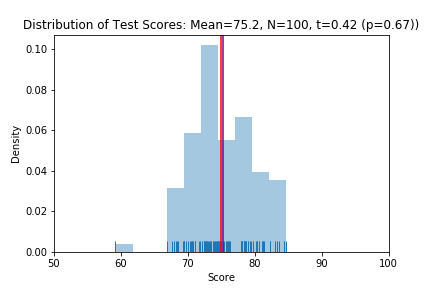 Distribution of Test Scores: Mean=75.2, N=100, t=0.42 (p=0.67))
0.10
0.08
0.06
0.04
0.02
0.00
Density
50 60 70 80 90 100
Score